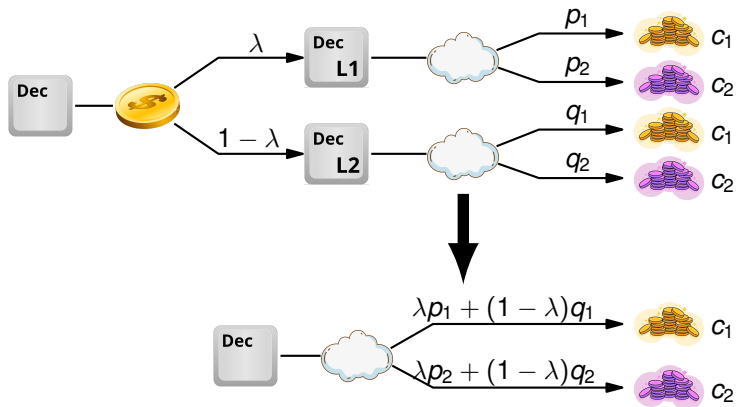 p₁
λ
Dec
L1
c₁
p₂
Dec
c₂
$
q₁
1 − λ
Dec
L2
c₁
q₂
c₂
λp₁ + (1 − λ)q₁
c₁
Dec
λp₂ + (1 − λ)q₂
c₂